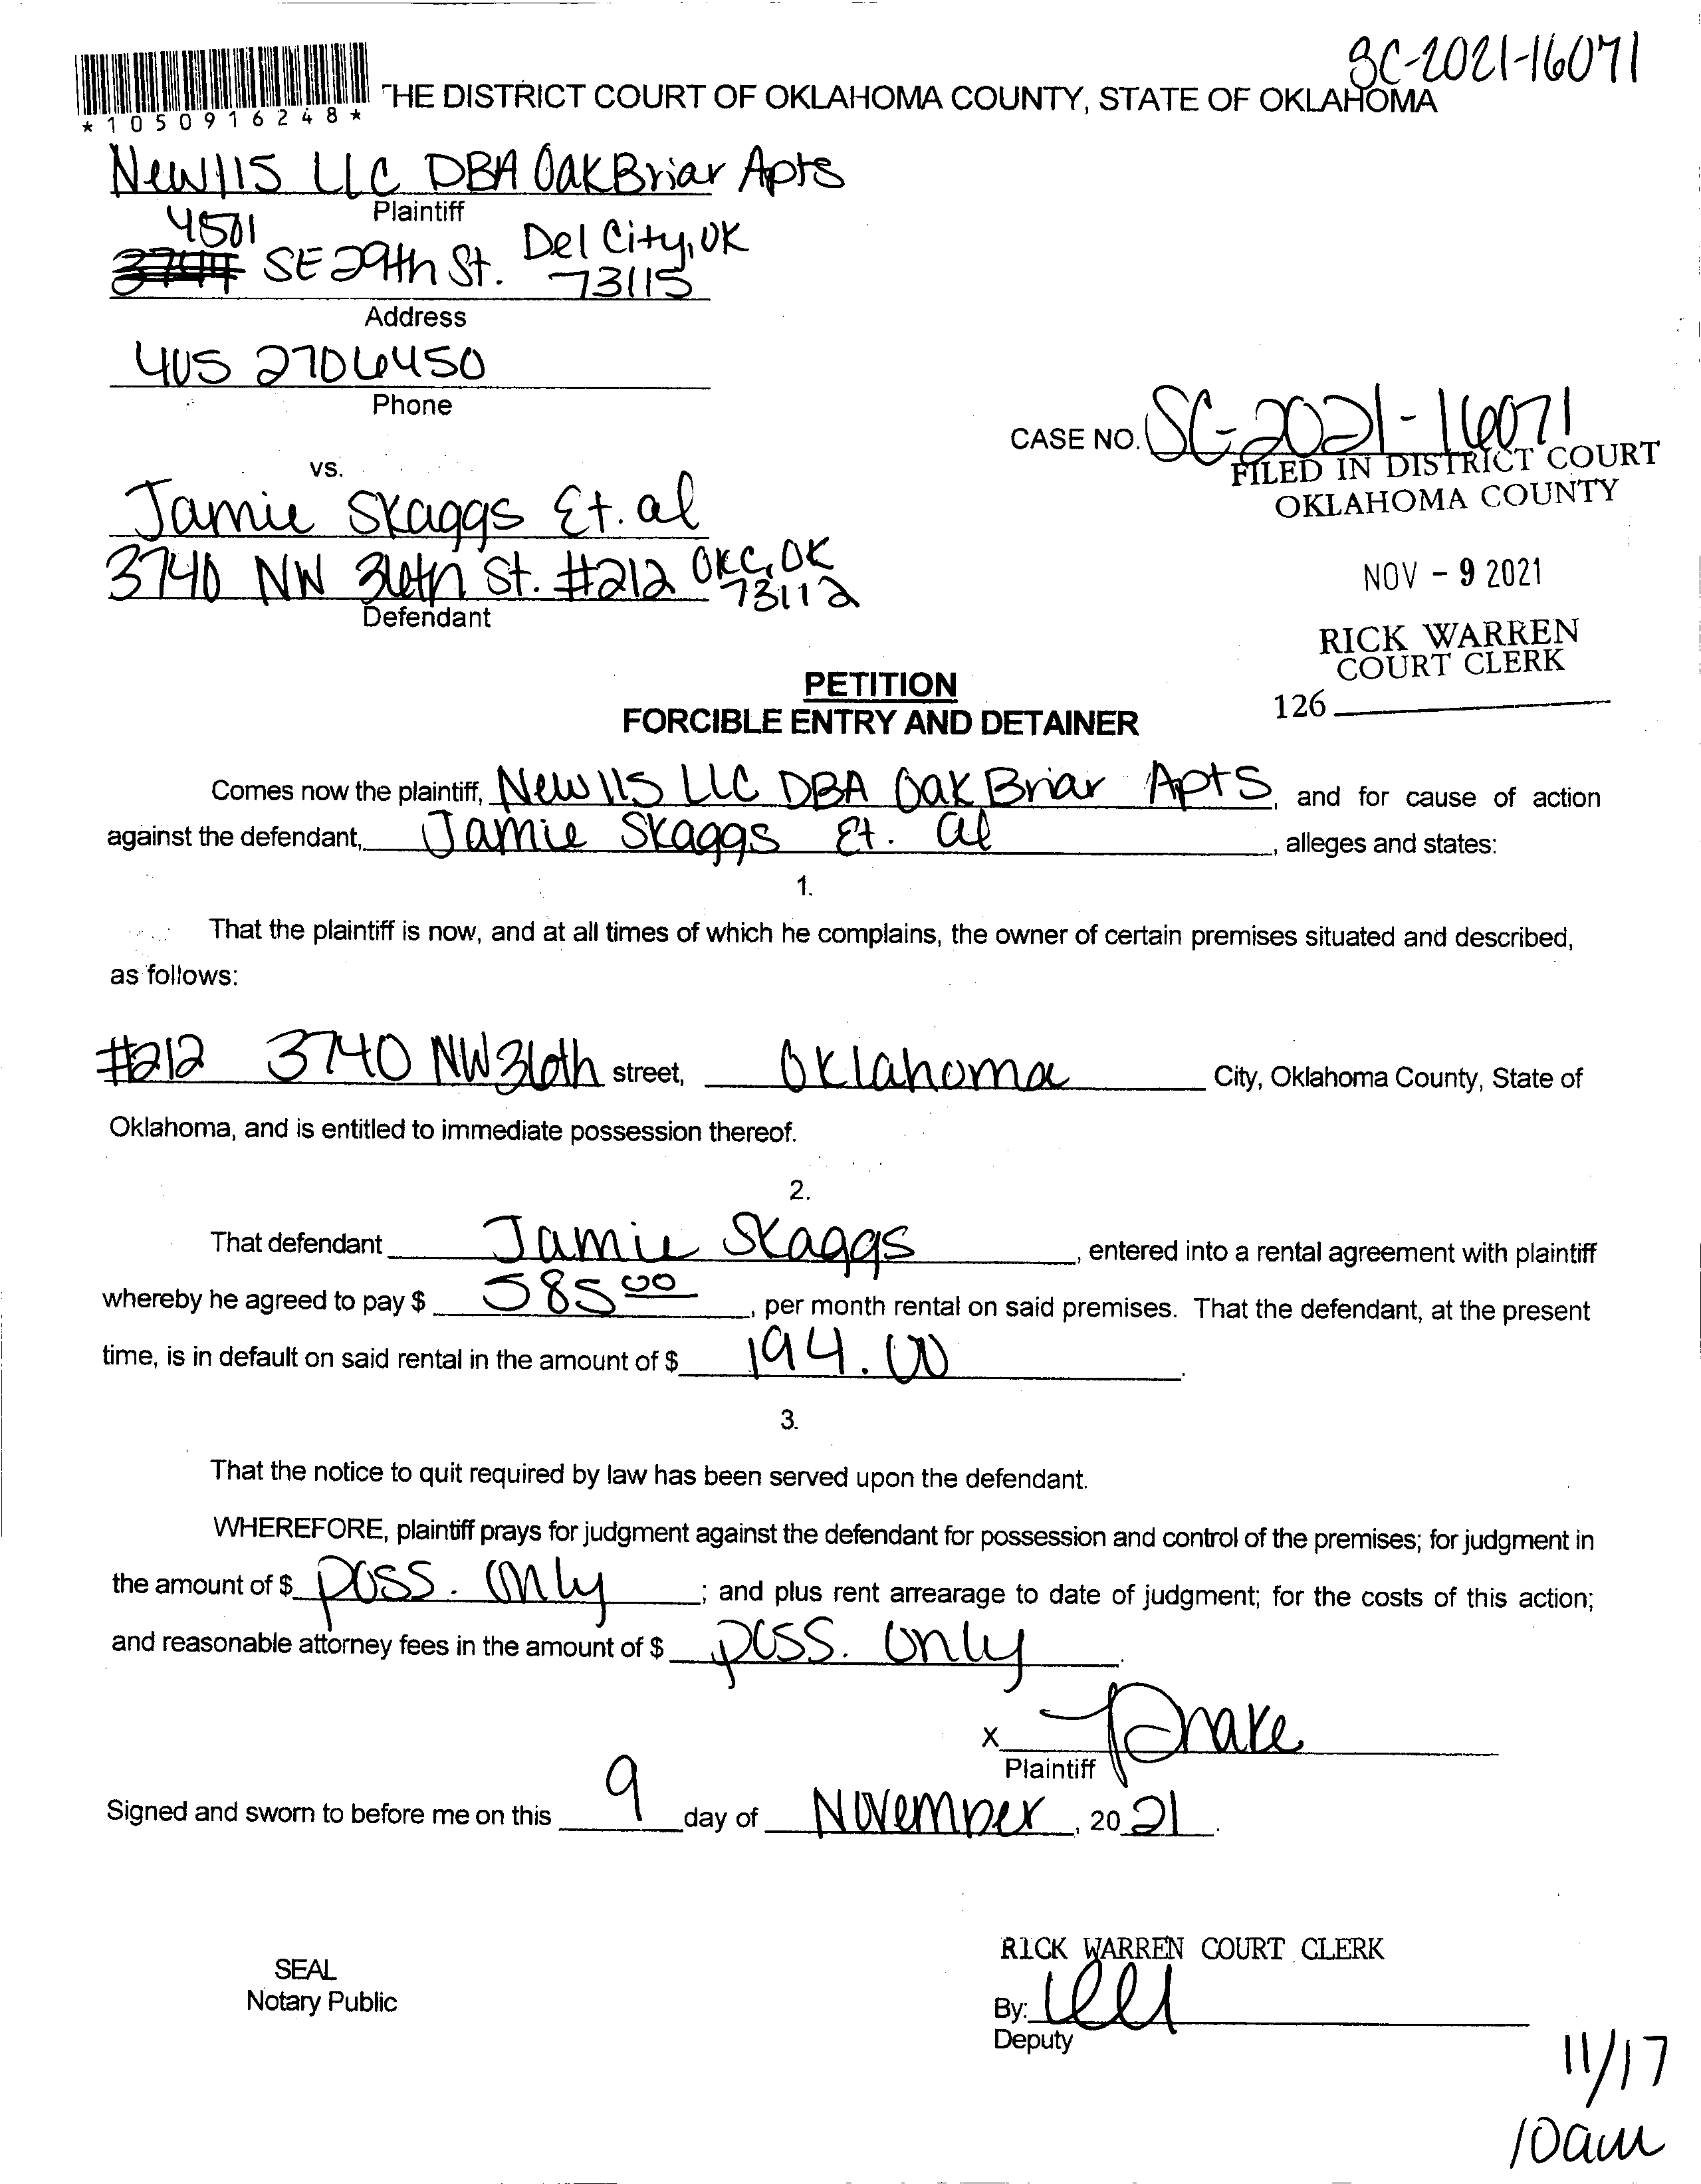 SC-2021-16071
THE DISTRICT COURT OF OKLAHOMA COUNTY, STATE OF OKLAHOMA
*1050916248*
New115 LLC DBA Oak Briar Apts
Plaintiff
4501
SE 29th St. Del City, OK
73115
Address
405 2706450
Phone
CASE NO. SC-2021-16071
vs.
FILED IN DISTRICT COURT
OKLAHOMA COUNTY
Jamie Skaggs Et. al
3740 NW 36th St. #212 OKC, OK
73112
Defendant
NOV - 9 2021
RICK WARREN
COURT CLERK
126
PETITION
FORCIBLE ENTRY AND DETAINER
Comes now the plaintiff, New 115 LLC DBA Oak Briar Apts, and for cause of action
against the defendant, Jamie Skaggs Et. al, alleges and states:
1.
That the plaintiff is now, and at all times of which he complains, the owner of certain premises situated and described,
as follows:
#212 3740 NW 36th street, Oklahoma City, Oklahoma County, State of
Oklahoma, and is entitled to immediate possession thereof.
2.
That defendant Jamie Skaggs, entered into a rental agreement with plaintiff
whereby he agreed to pay $ 585 00, per month rental on said premises. That the defendant, at the present
time, is in default on said rental in the amount of $ 194.00.
3.
That the notice to quit required by law has been served upon the defendant.
WHEREFORE, plaintiff prays for judgment against the defendant for possession and control of the premises; for judgment in
the amount of $ poss. only; and plus rent arrearage to date of judgment; for the costs of this action;
and reasonable attorney fees in the amount of $ poss. only.
X Drake
Plaintiff
Signed and sworn to before me on this 9 day of November, 2021.
RICK WARREN COURT CLERK
SEAL
Notary Public
By:
Deputy
11/17
10am